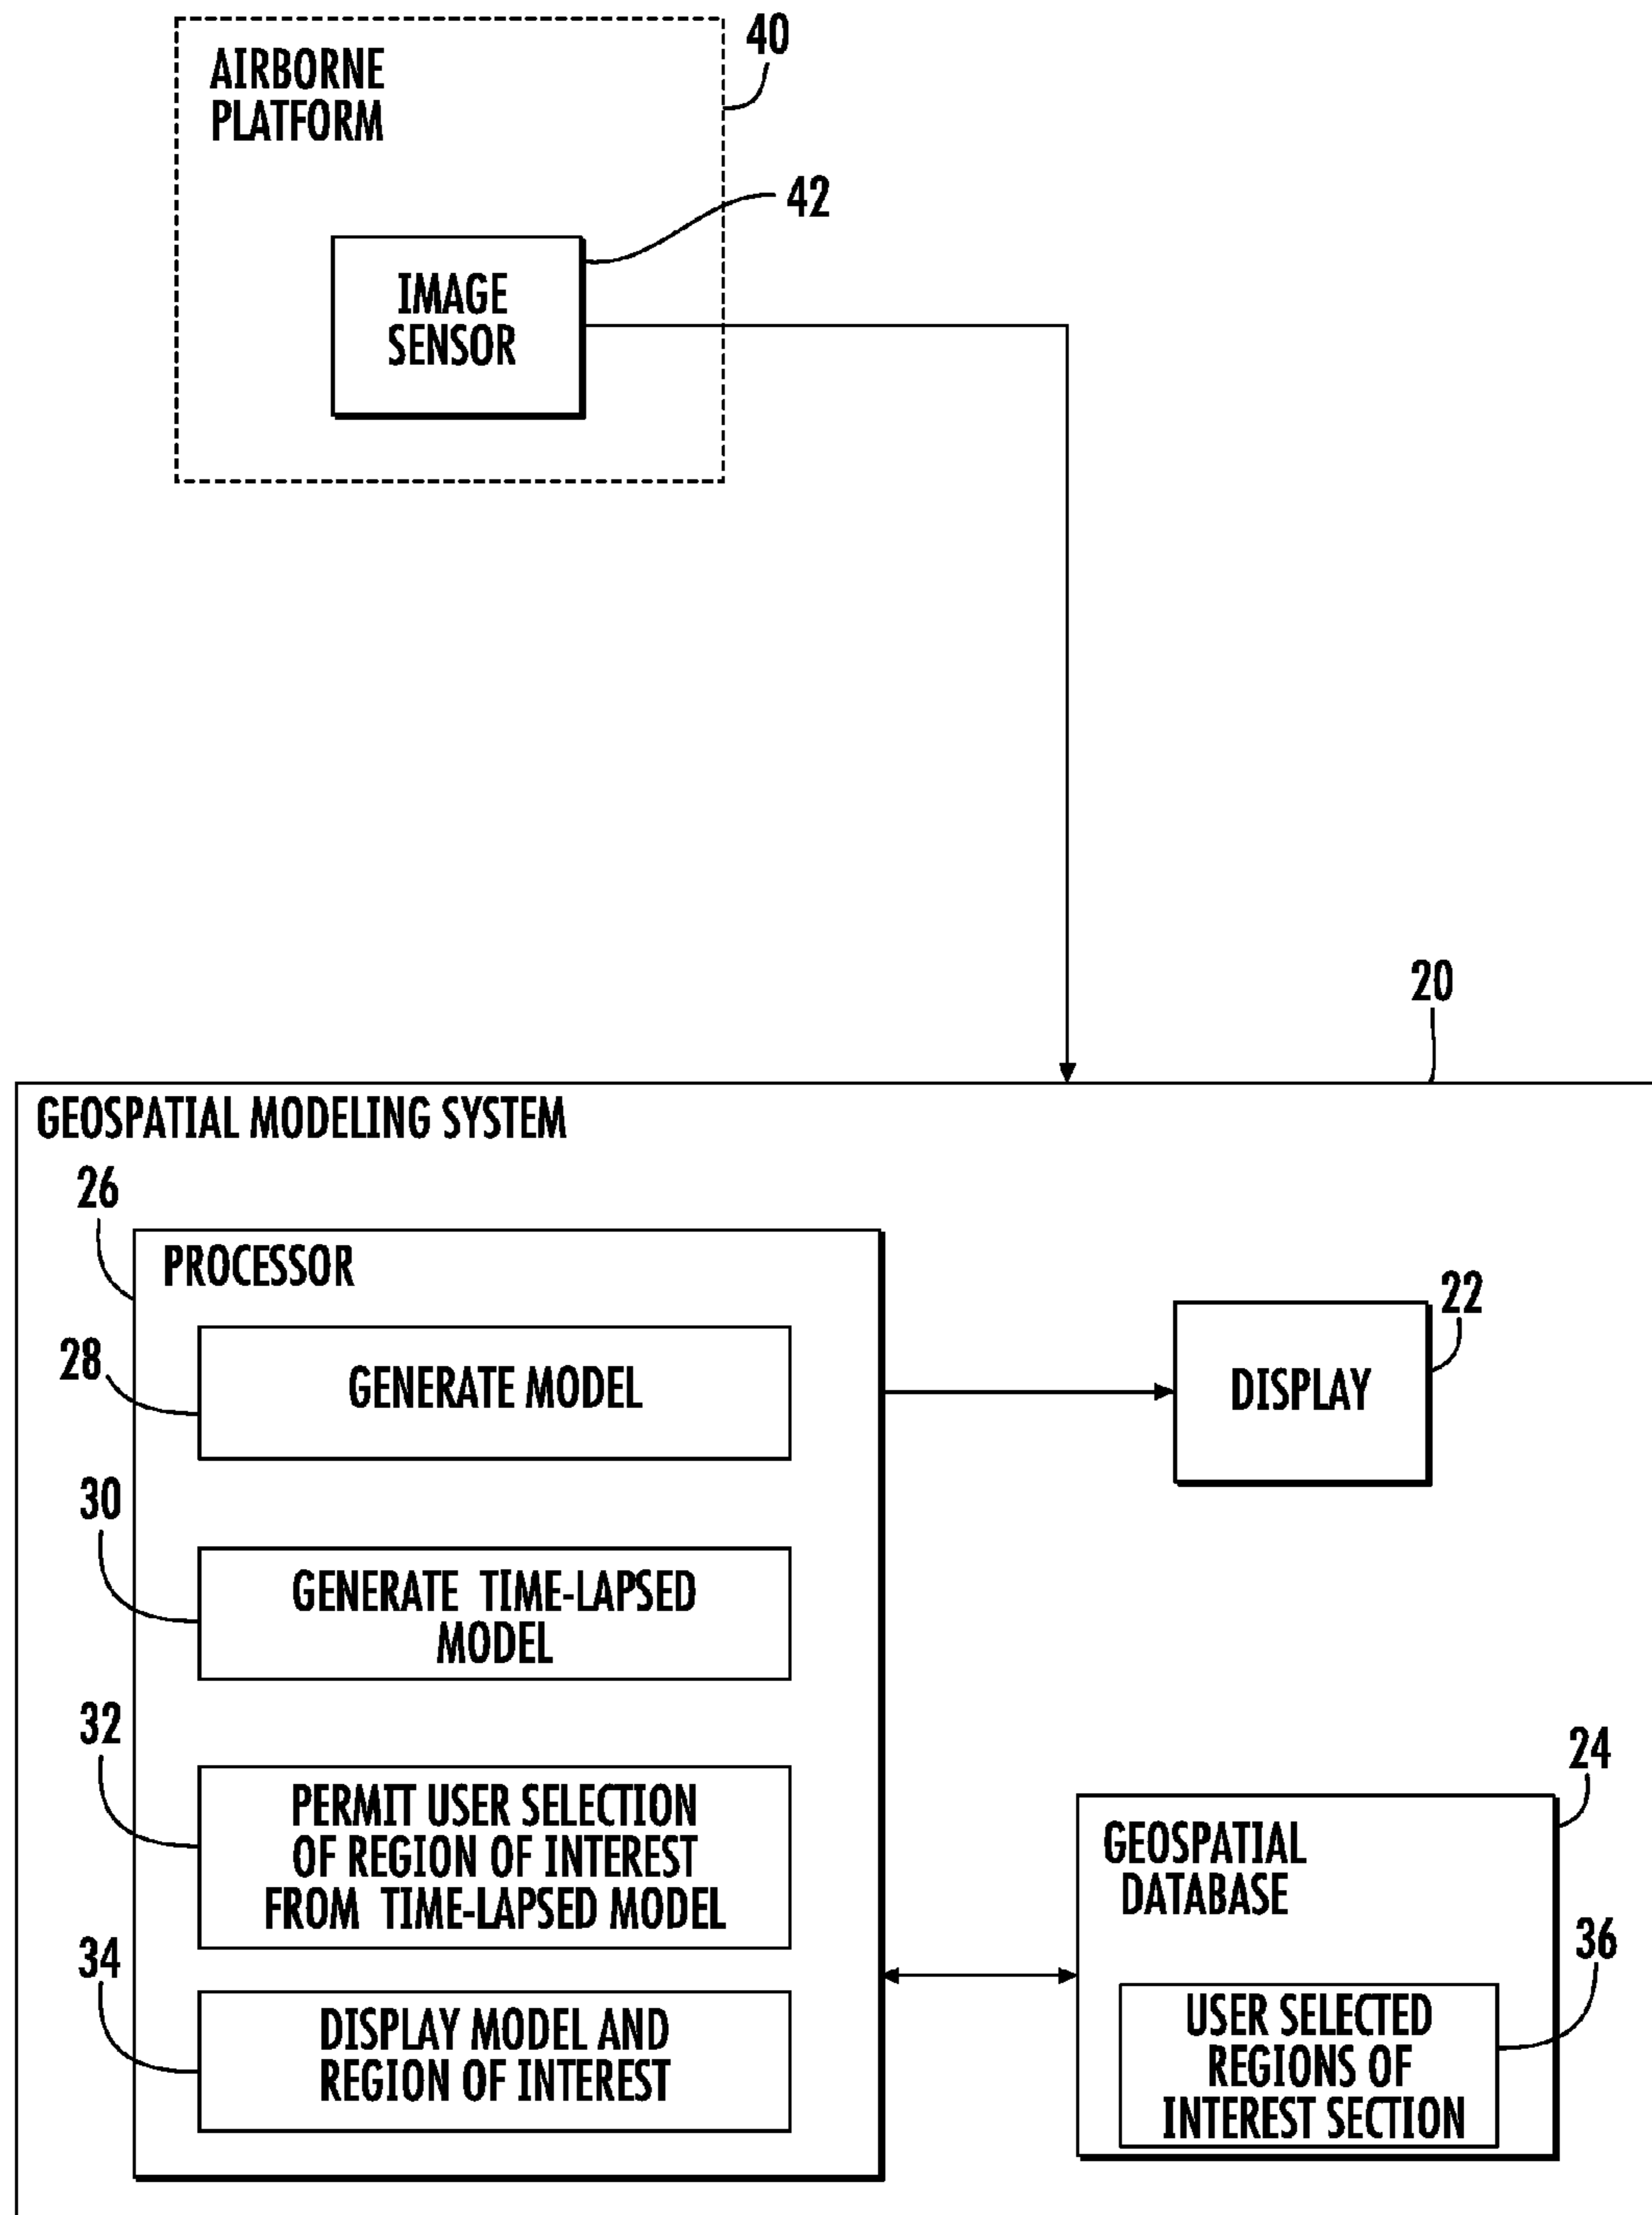 40
AIRBORNE
PLATFORM
42
IMAGE
SENSOR
20
GEOSPATIAL MODELING SYSTEM
26
PROCESSOR
28
GENERATE MODEL
22
DISPLAY
30
GENERATE TIME-LAPSED
MODEL
32
PERMIT USER SELECTION
OF REGION OF INTEREST
FROM TIME-LAPSED MODEL
24
GEOSPATIAL
DATABASE
34
DISPLAY MODEL AND
REGION OF INTEREST
36
USER SELECTED
REGIONS OF
INTEREST SECTION